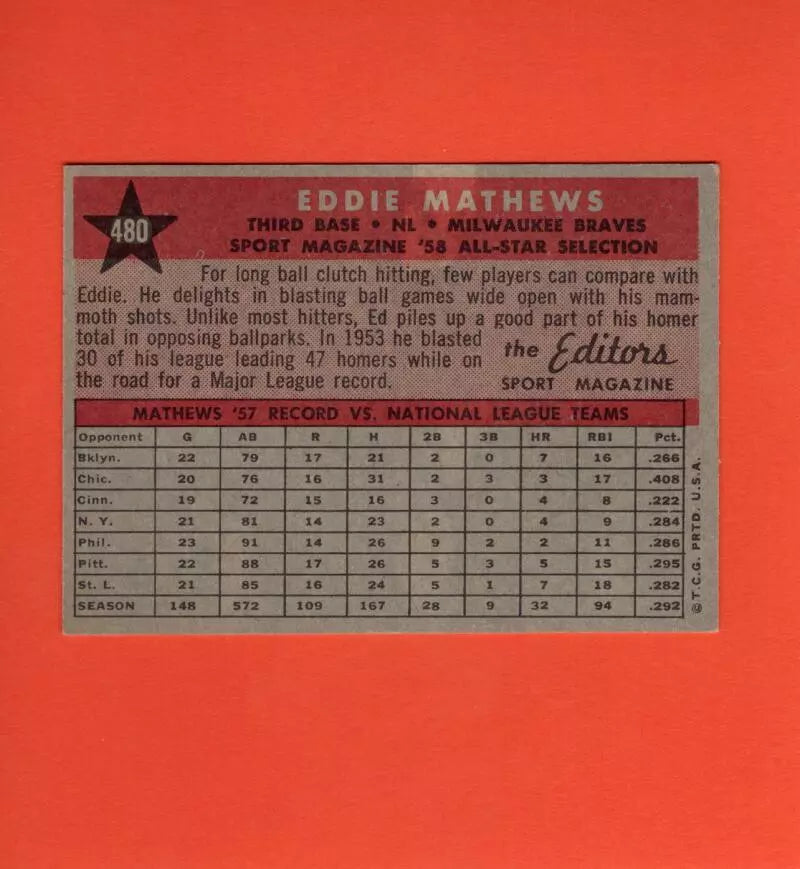 480
EDDIE MATHEWS
THIRD BASE • NL • MILWAUKEE BRAVES
SPORT MAGAZINE '58 ALL-STAR SELECTION
For long ball clutch hitting, few players can compare with
Eddie. He delights in blasting ball games wide open with his mam-
moth shots. Unlike most hitters, Ed piles up a good part of his homer
total in opposing ballparks. In 1953 he blasted
30 of his league leading 47 homers while on
the road for a Major League record.
the Editors
SPORT MAGAZINE
MATHEWS '57 RECORD VS. NATIONAL LEAGUE TEAMS
Opponent G AB R H 2B 3B HR RBI Pct.
Bklyn. 22 79 17 21 2 0 7 16 .266
Chic. 20 76 16 31 2 3 3 17 .408
Cinn. 19 72 15 16 3 0 4 8 .222
N. Y. 21 81 14 23 2 0 4 9 .284
Phil. 23 91 14 26 9 2 2 11 .286
Pitt. 22 88 17 26 5 3 5 15 .295
St. L. 21 85 16 24 5 1 7 18 .282
SEASON 148 572 109 167 28 9 32 94 .292
© T.C.G. PRTD. U.S.A.